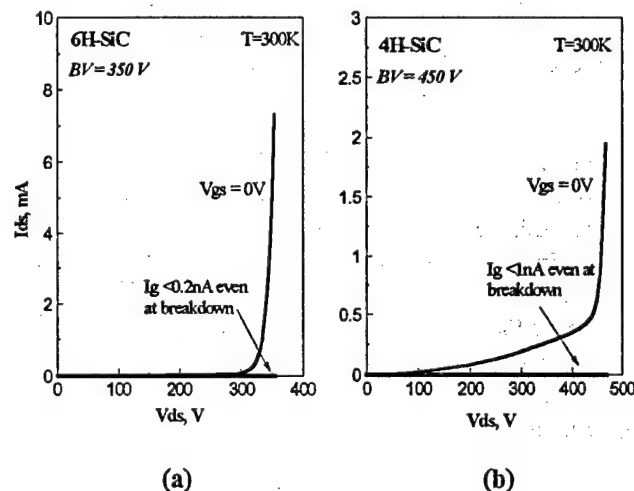 6H-SiC T=300K
BV= 350 V
Vgs = 0V
Ig <0.2nA even
at breakdown
Ids, mA
10
8
6
4
2
0
0 100 200 300 400
Vds, V
(a)
4H-SiC T=300K
BV= 450 V
Vgs = 0V
Ig <1nA even at
breakdown
3
2.5
2
1.5
1
0.5
0
0 100 200 300 400 500
Vds, V
(b)